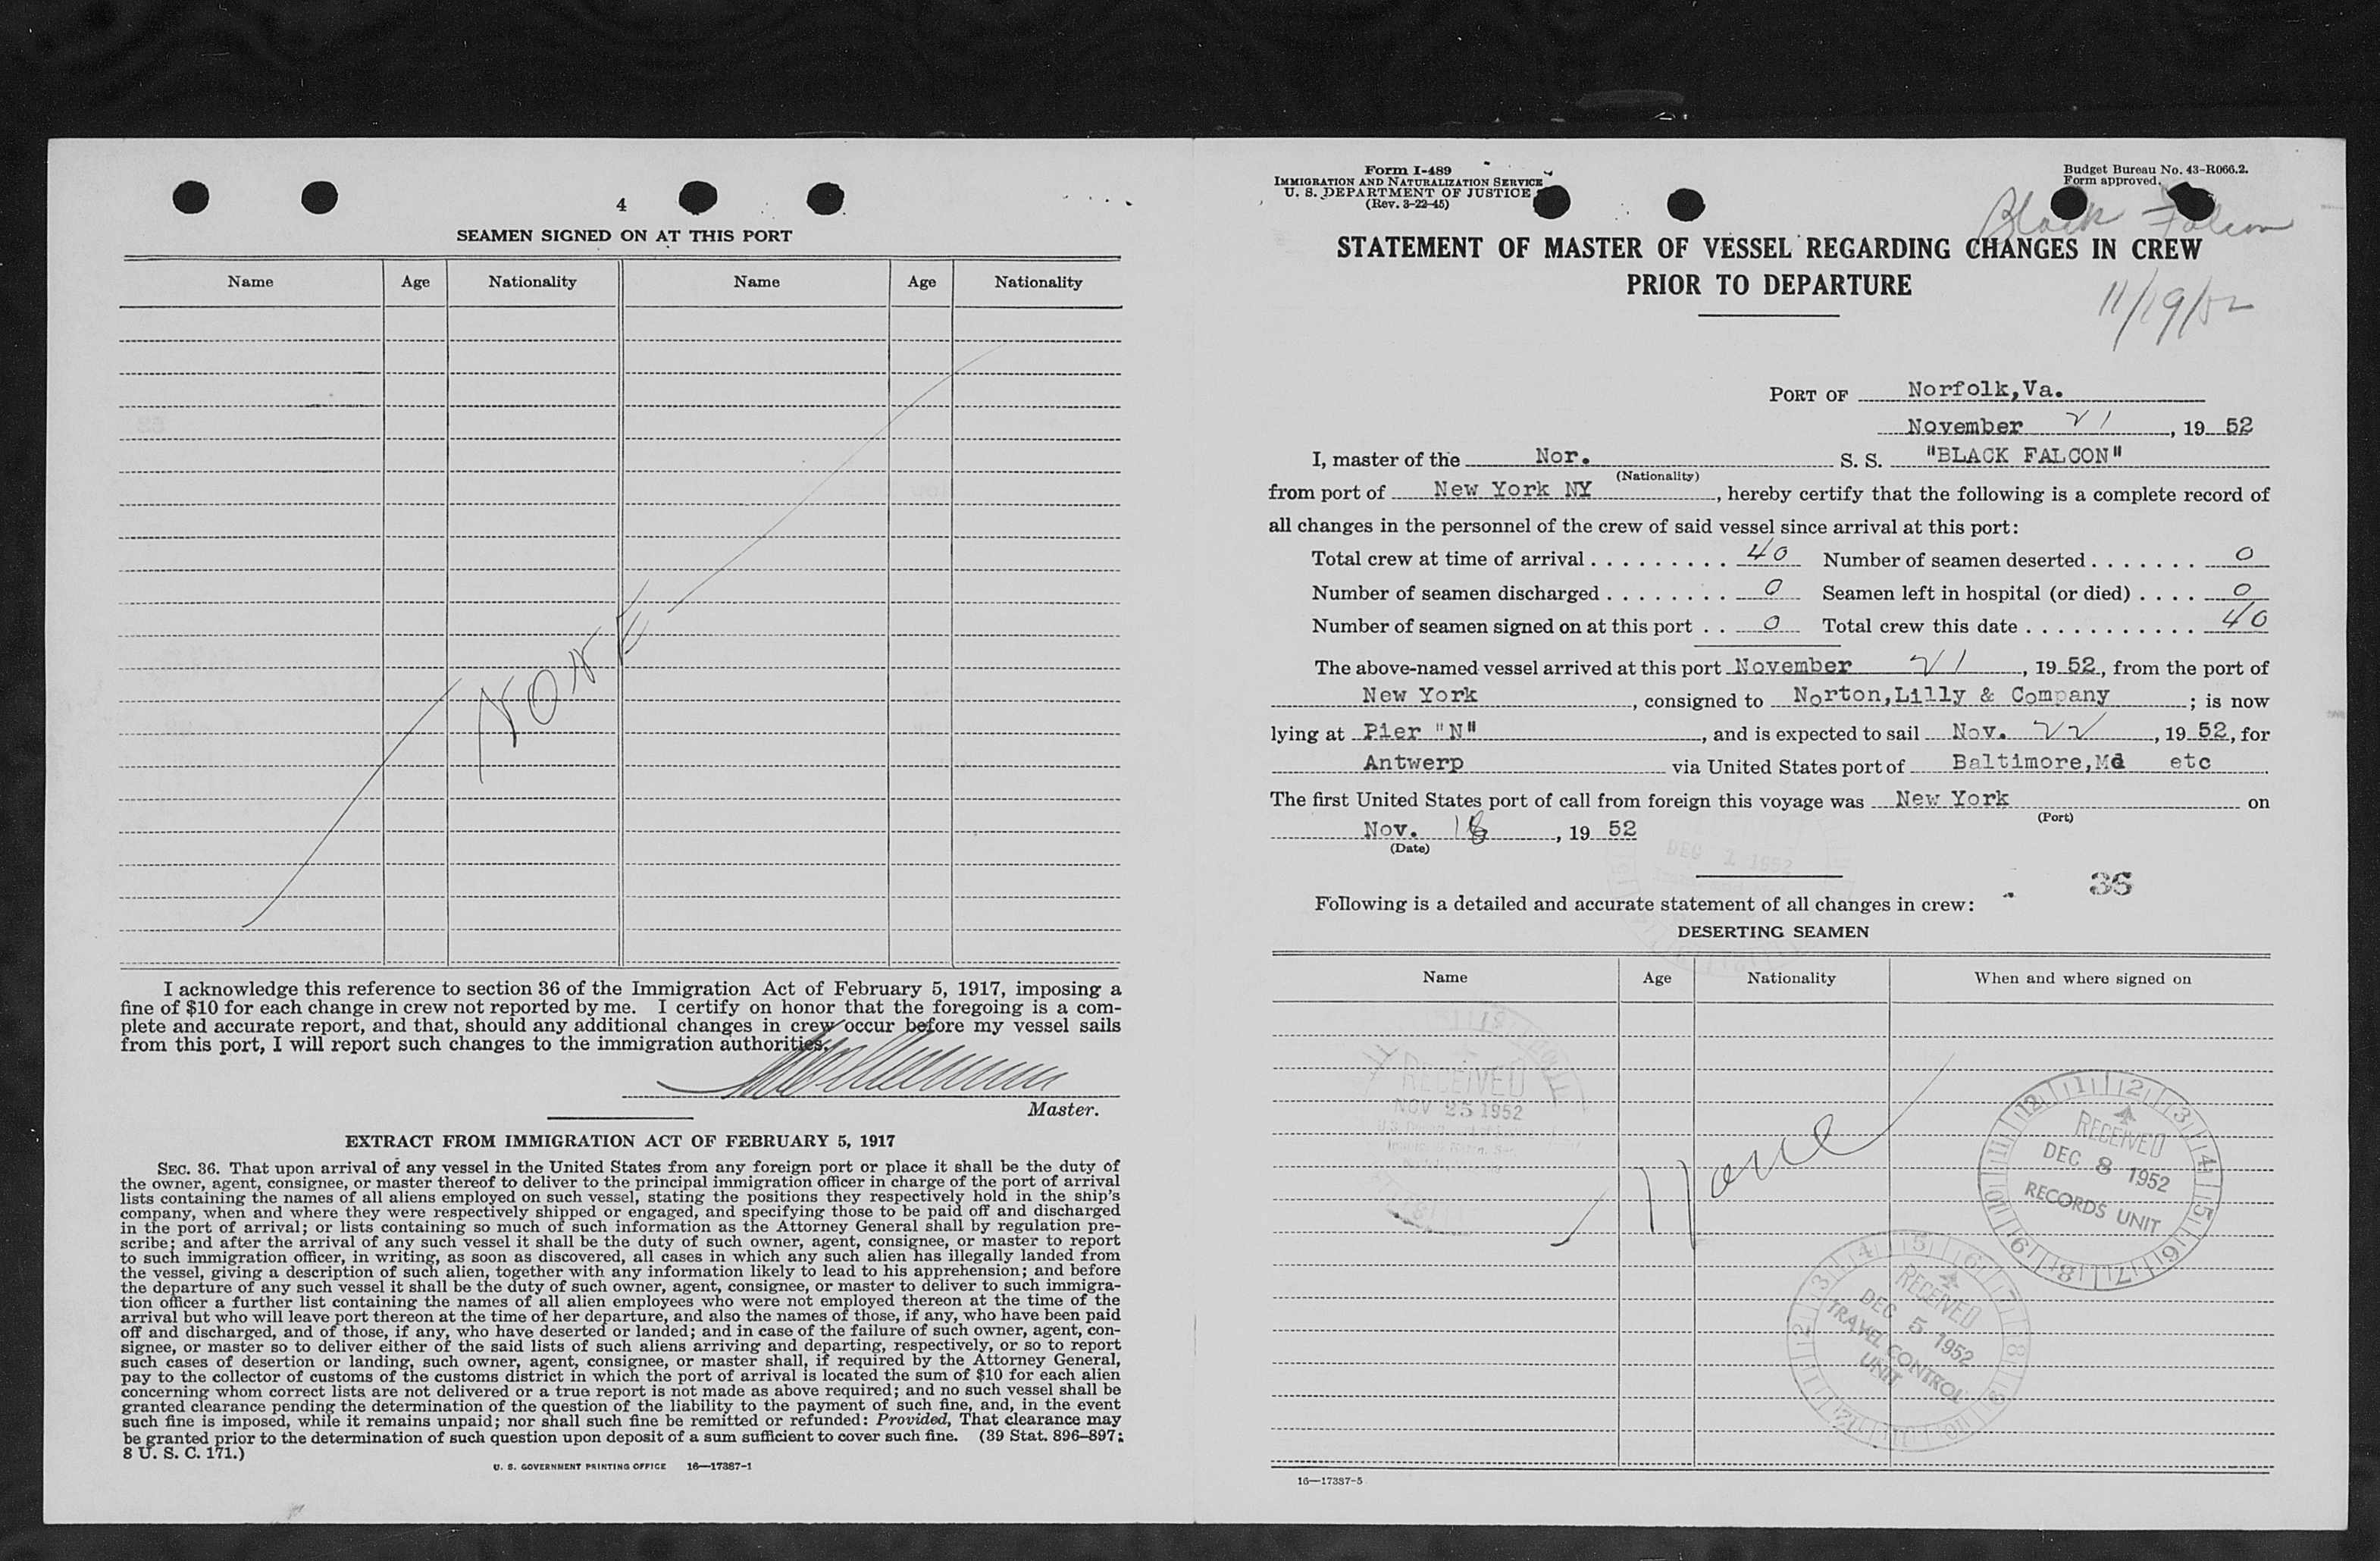 4
SEAMEN SIGNED ON AT THIS PORT
Name Age Nationality Name Age Nationality
NONE
I acknowledge this reference to section 36 of the Immigration Act of February 5, 1917, imposing a
fine of $10 for each change in crew not reported by me. I certify on honor that the foregoing is a com-
plete and accurate report, and that, should any additional changes in crew occur before my vessel sails
from this port, I will report such changes to the immigration authorities.
Master.
EXTRACT FROM IMMIGRATION ACT OF FEBRUARY 5, 1917
SEC. 36. That upon arrival of any vessel in the United States from any foreign port or place it shall be the duty of
the owner, agent, consignee, or master thereof to deliver to the principal immigration officer in charge of the port of arrival
lists containing the names of all aliens employed on such vessel, stating the positions they respectively hold in the ship's
company, when and where they were respectively shipped or engaged, and specifying those to be paid off and discharged
in the port of arrival; or lists containing so much of such information as the Attorney General shall by regulation pre-
scribe; and after the arrival of any such vessel it shall be the duty of such owner, agent, consignee, or master to report
to such immigration officer, in writing, as soon as discovered, all cases in which any such alien has illegally landed from
the vessel, giving a description of such alien, together with any information likely to lead to his apprehension; and before
the departure of any such vessel it shall be the duty of such owner, agent, consignee, or master to deliver to such immigra-
tion officer a further list containing the names of all alien employees who were not employed thereon at the time of the
arrival but who will leave port thereon at the time of her departure, and also the names of those, if any, who have been paid
off and discharged, and of those, if any, who have deserted or landed; and in case of the failure of such owner, agent, con-
signee, or master so to deliver either of the said lists of such aliens arriving and departing, respectively, or so to report
such cases of desertion or landing, such owner, agent, consignee, or master shall, if required by the Attorney General,
pay to the collector of customs of the customs district in which the port of arrival is located the sum of $10 for each alien
concerning whom correct lists are not delivered or a true report is not made as above required; and no such vessel shall be
granted clearance pending the determination of the question of the liability to the payment of such fine, and, in the event
such fine is imposed, while it remains unpaid; nor shall such fine be remitted or refunded: Provided, That clearance may
be granted prior to the determination of such question upon deposit of a sum sufficient to cover such fine. (39 Stat. 896–897;
8 U. S. C. 171.)
U. S. GOVERNMENT PRINTING OFFICE 16—17387-1
Form I-489
IMMIGRATION AND NATURALIZATION SERVICE
U. S. DEPARTMENT OF JUSTICE
(Rev. 3-22-45)
Budget Bureau No. 43-R066.2.
Form approved.
Black Falcon
STATEMENT OF MASTER OF VESSEL REGARDING CHANGES IN CREW
PRIOR TO DEPARTURE
11/19/52
PORT OF Norfolk,Va.
November 21, 19 52
I, master of the Nor. S. S. "BLACK FALCON"
(Nationality)
from port of New York NY, hereby certify that the following is a complete record of
all changes in the personnel of the crew of said vessel since arrival at this port:
Total crew at time of arrival 40 Number of seamen deserted 0
Number of seamen discharged 0 Seamen left in hospital (or died) 0
Number of seamen signed on at this port 0 Total crew this date 40
The above-named vessel arrived at this port November 21, 19 52, from the port of
New York, consigned to Norton,Lilly & Company; is now
lying at Pier "N", and is expected to sail Nov. 22, 19 52, for
Antwerp via United States port of Baltimore,Md etc
The first United States port of call from foreign this voyage was New York on
(Port)
Nov. 18, 19 52
(Date)
DEC 1 1952
36
Following is a detailed and accurate statement of all changes in crew:
DESERTING SEAMEN
Name Age Nationality When and where signed on
RECEIVED
NOV 25 1952
None
RECEIVED
DEC 8 1952
RECORDS UNIT
RECEIVED
DEC 5 1952
TRAVEL CONTROL
UNIT
16—17387-5